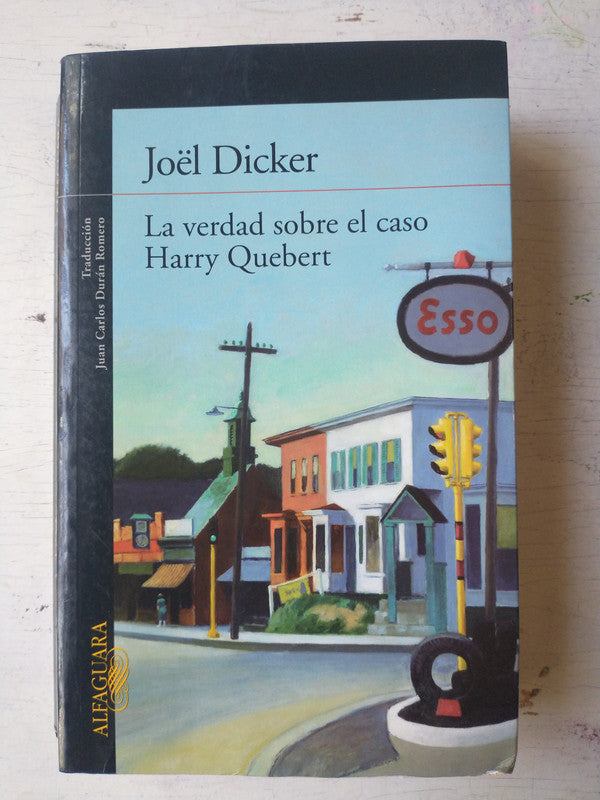 Joël Dicker
La verdad sobre el caso
Harry Quebert
Traducción
Juan Carlos Durán Romero
Esso
ALFAGUARA